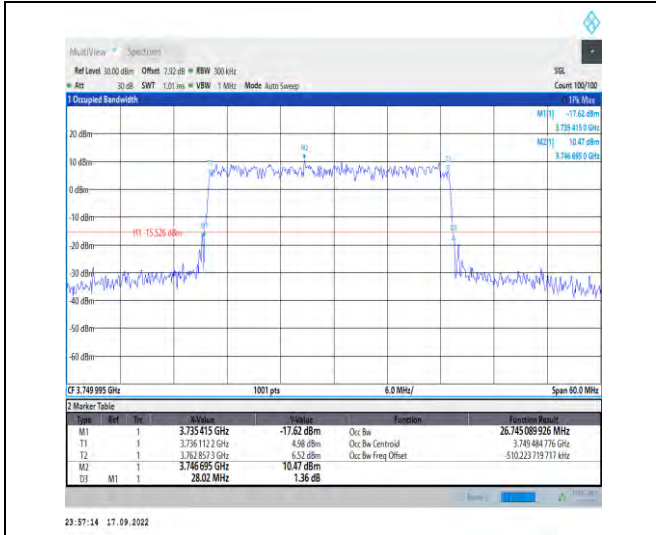 MultiView Spectrum
Ref Level 30.00 dBm Offset 7.92 dB RBW 300 kHz SGL
Att 30 dB SWT 1.01 ms VBW 1 MHz Mode Auto Sweep Count 100/100
1 Occupied Bandwidth 1Pk Max
M1[1] -17.62 dBm
3.735 415 0 GHz
M2[1] 10.47 dBm
3.746 695 0 GHz
20 dBm
M2
10 dBm
0 dBm
-10 dBm
H1 -15.526 dBm
-20 dBm
-30 dBm
-40 dBm
-50 dBm
-60 dBm
CF 3.749 995 GHz 1001 pts 6.0 MHz/ Span 60.0 MHz
2 Marker Table
Type Ref Trc X-Value Y-Value Function Function Result
M1 1 3.735 415 GHz -17.62 dBm Occ Bw 26.745 089 926 MHz
T1 1 3.736 112 2 GHz 4.98 dBm Occ Bw Centroid 3.749 484 776 GHz
T2 1 3.762 857 3 GHz 6.52 dBm Occ Bw Freq Offset -510.223 719 717 kHz
M2 1 3.746 695 GHz 10.47 dBm
D3 M1 1 28.02 MHz 1.36 dB
23:57:14 17.09.2022